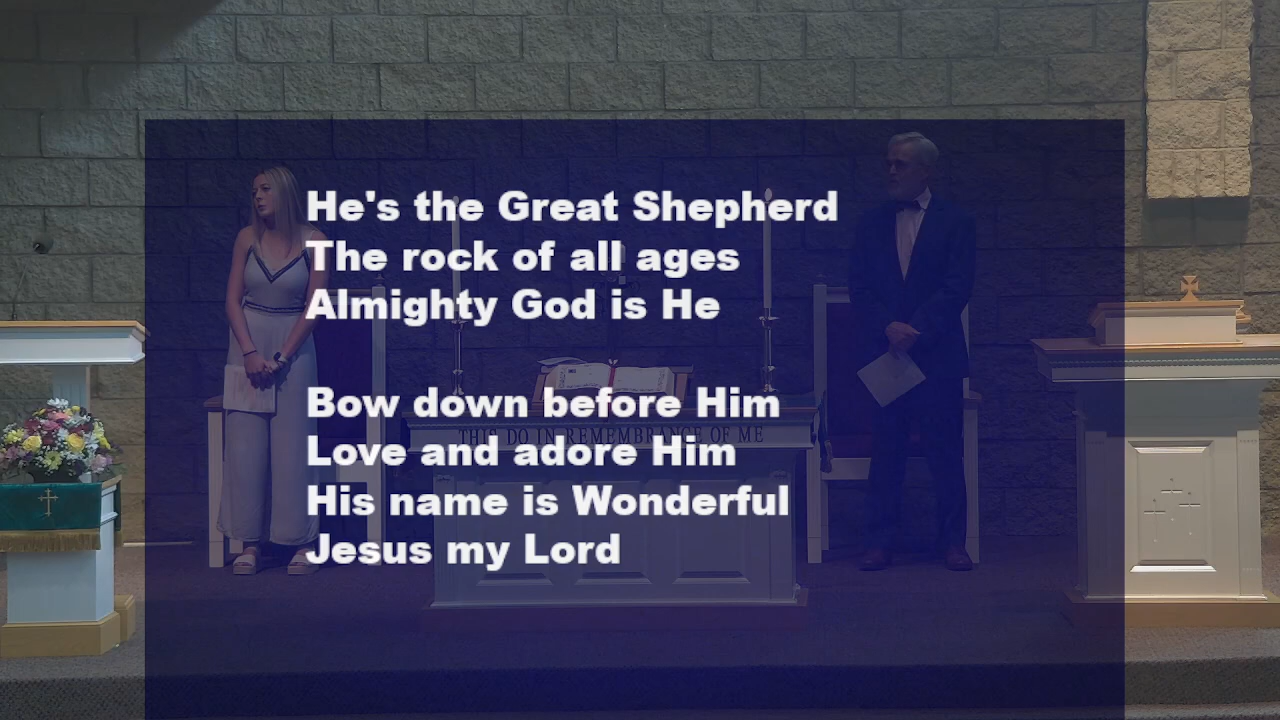 He's the Great Shepherd
The rock of all ages
Almighty God is He
Bow down before Him
THIS DO IN REMEMBRANCE OF ME
Love and adore Him
His name is Wonderful
Jesus my Lord